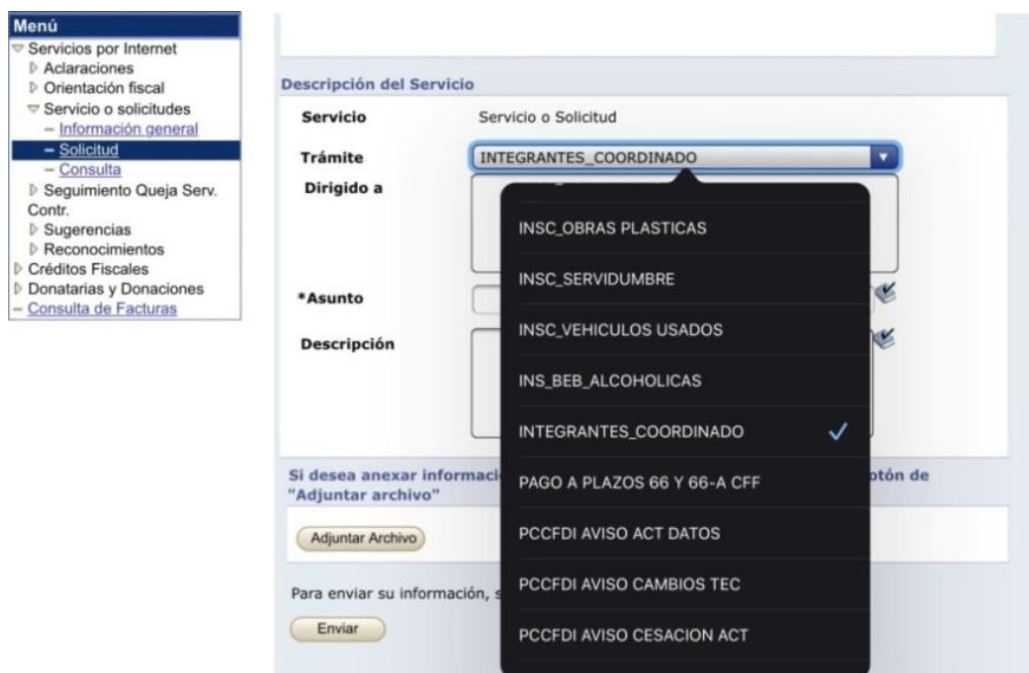 Menú
Servicios por Internet
Aclaraciones
Orientación fiscal
Servicio o solicitudes
Información general
Solicitud
Consulta
Seguimiento Queja Serv.
Contr.
Sugerencias
Reconocimientos
Créditos Fiscales
Donatarias y Donaciones
Consulta de Facturas
Descripción del Servicio
Servicio Servicio o Solicitud
Trámite INTEGRANTES_COORDINADO
Dirigido a
*Asunto
Descripción
INSC_OBRAS PLASTICAS
INSC_SERVIDUMBRE
INSC_VEHICULOS USADOS
INS_BEB_ALCOHOLICAS
INTEGRANTES_COORDINADO
PAGO A PLAZOS 66 Y 66-A CFF
PCCFDI AVISO ACT DATOS
PCCFDI AVISO CAMBIOS TEC
PCCFDI AVISO CESACION ACT
Si desea anexar informaci otón de
"Adjuntar archivo"
Adjuntar Archivo
Para enviar su información, s
Enviar